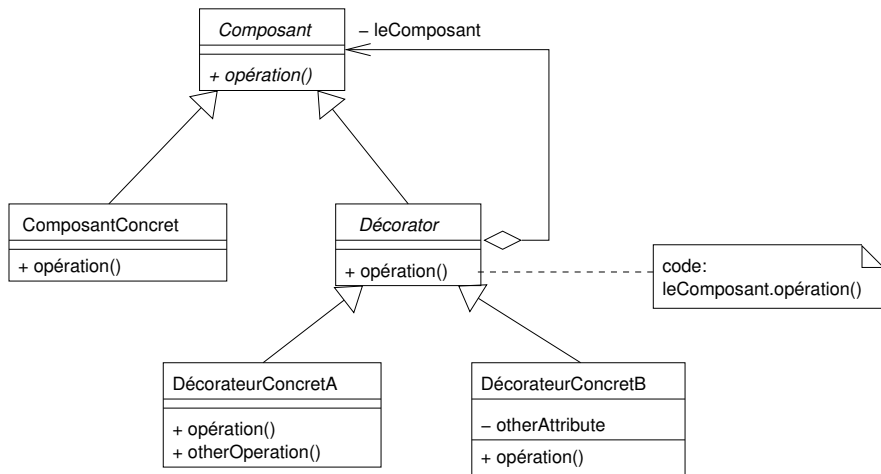 Composant
− leComposant
+ opération()
ComposantConcret
+ opération()
Décorator
+ opération()
code:
leComposant.opération()
DécorateurConcretA
+ opération()
+ otherOperation()
DécorateurConcretB
− otherAttribute
+ opération()